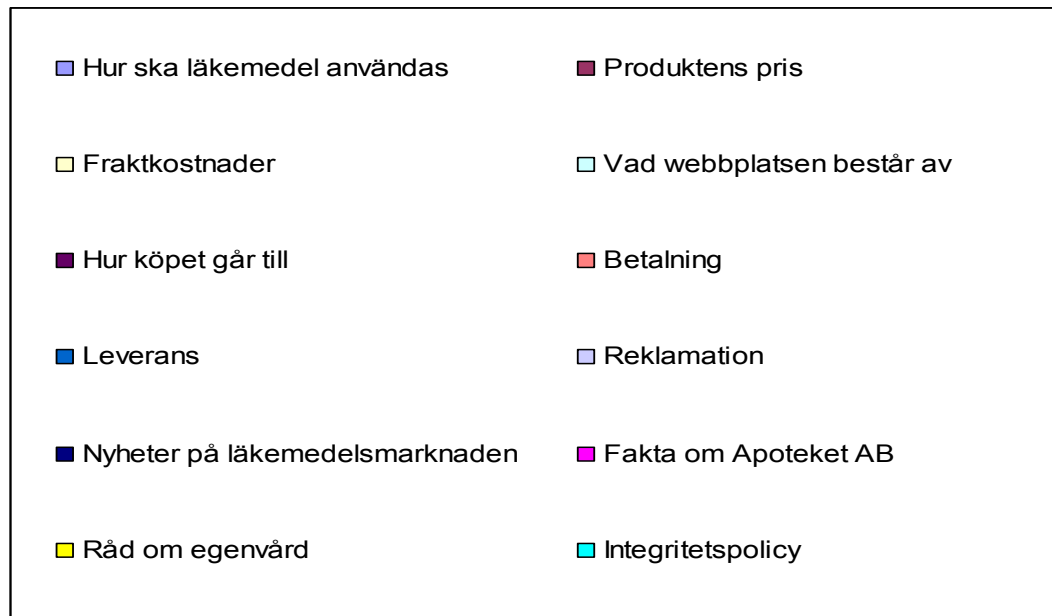 Hur ska läkemedel användas
Produktens pris
Fraktkostnader
Vad webbplatsen består av
Hur köpet går till
Betalning
Leverans
Reklamation
Nyheter på läkemedelsmarknaden
Fakta om Apoteket AB
Råd om egenvård
Integritetspolicy